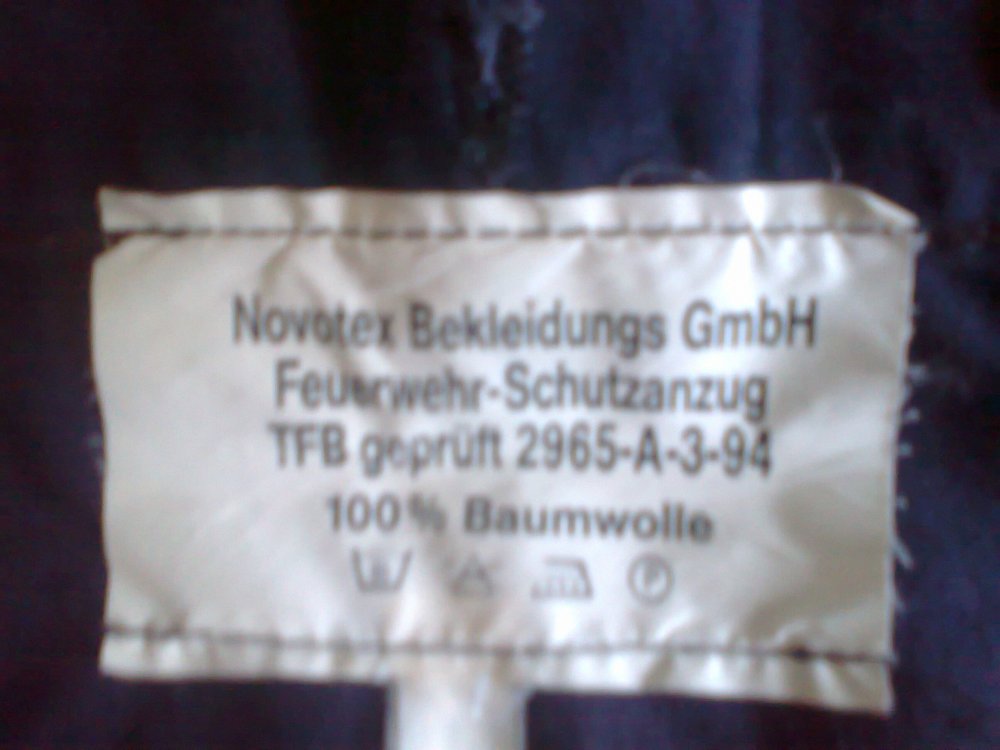 Novotex Bekleidungs GmbH
Feuerwehr-Schutzanzug
TFB geprüft 2965-A-3-94
100% Baumwolle
P